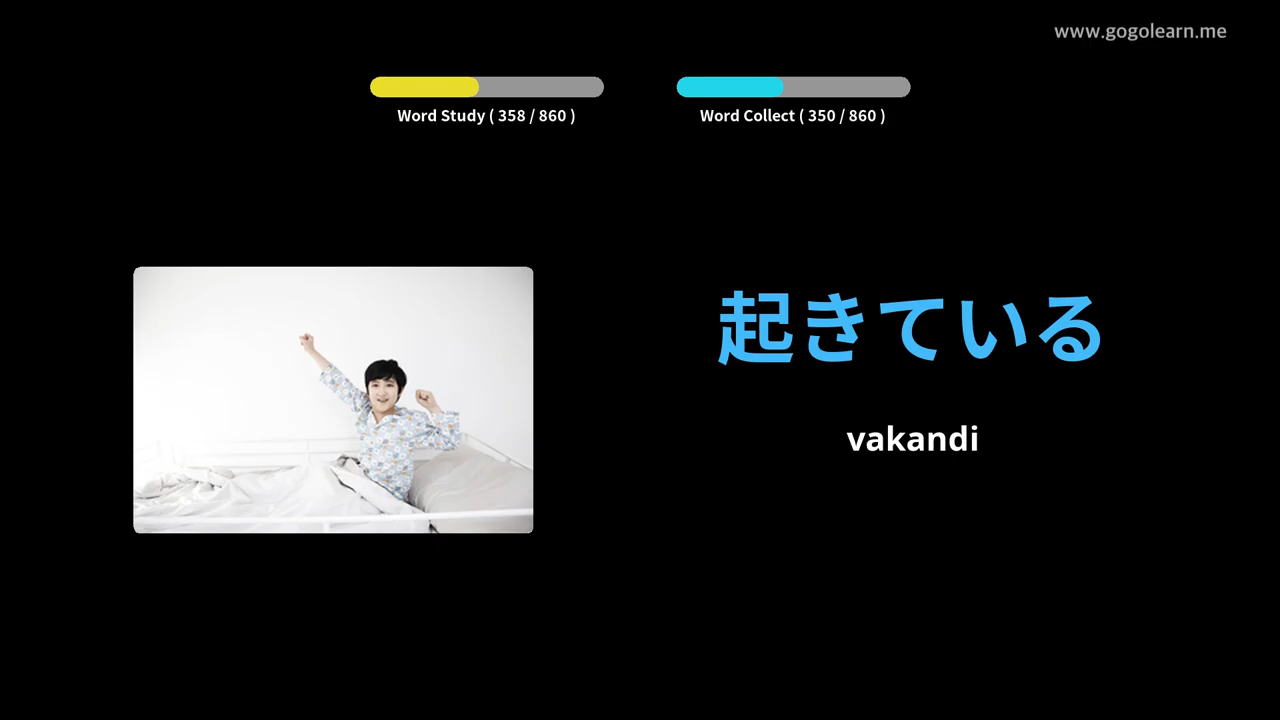 www.gogolearn.me
Word Study ( 358 / 860 )
Word Collect ( 350 / 860 )
起きている
vakandi